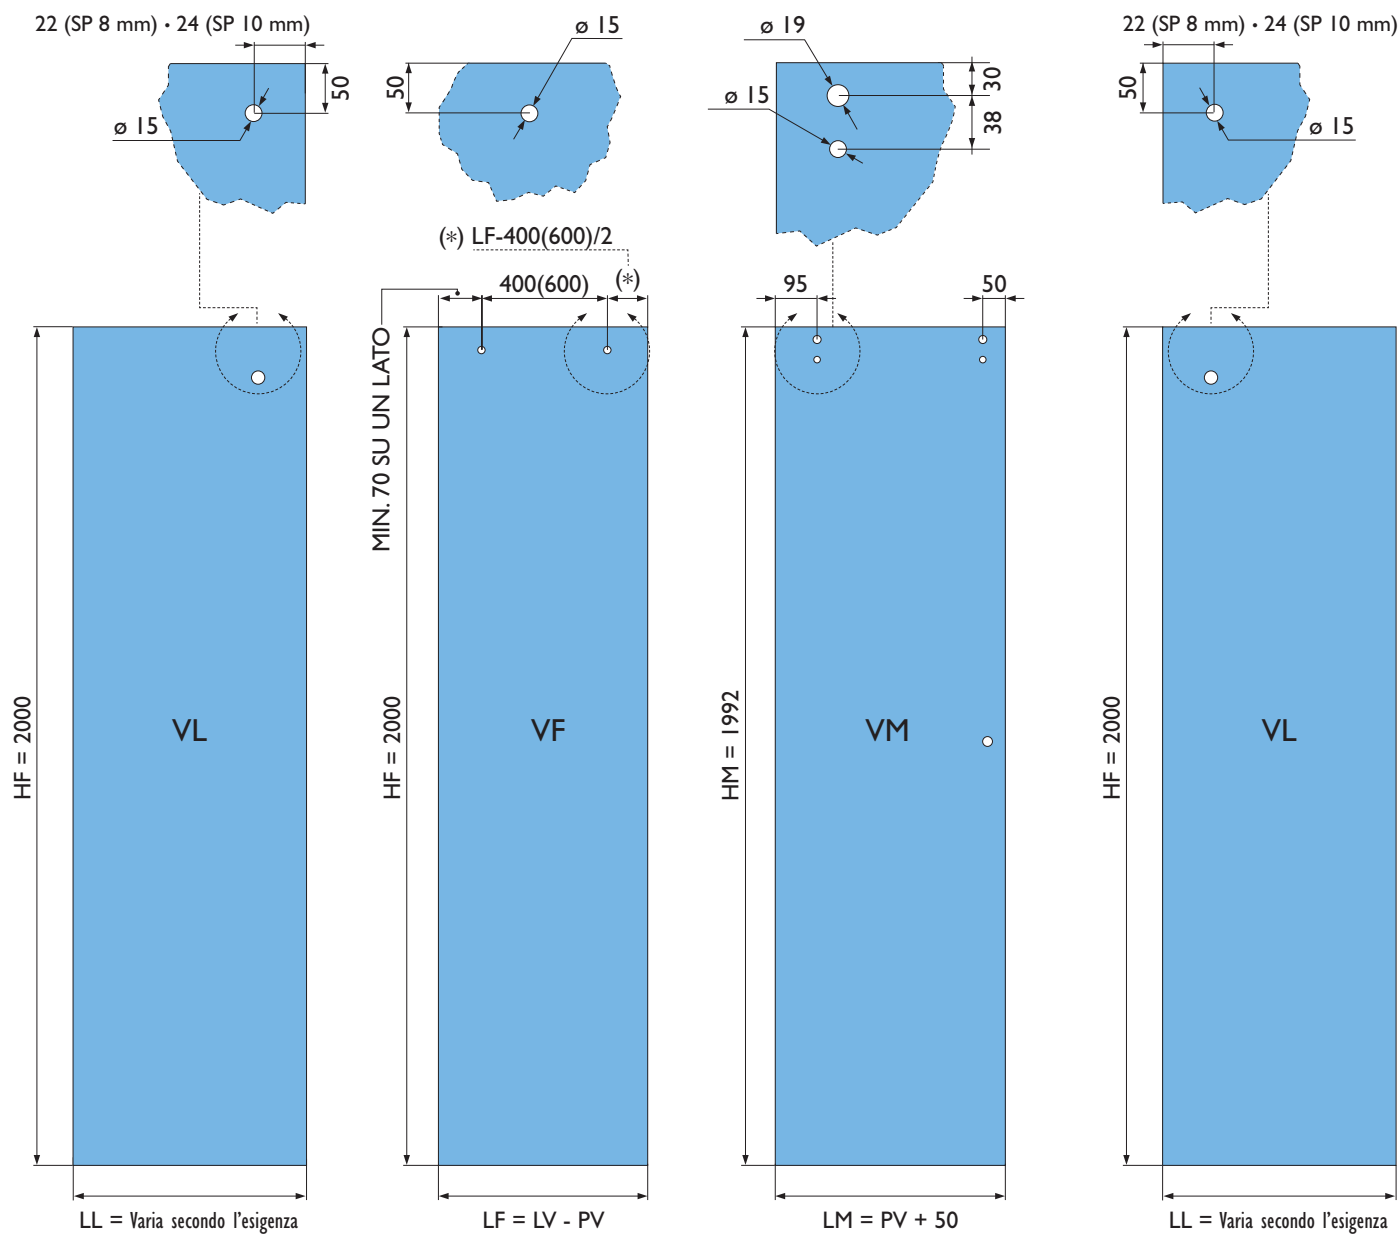 22 (SP 8 mm) • 24 (SP 10 mm)
50
ø 15
50
ø 15
ø 19
ø 15
30
38
22 (SP 8 mm) • 24 (SP 10 mm)
50
ø 15
(*) LF-400(600)/2
400(600)
(*)
MIN. 70 SU UN LATO
95
50
HF = 2000
VL
HF = 2000
VF
HM = 1992
VM
HF = 2000
VL
LL = Varia secondo l'esigenza
LF = LV - PV
LM = PV + 50
LL = Varia secondo l'esigenza